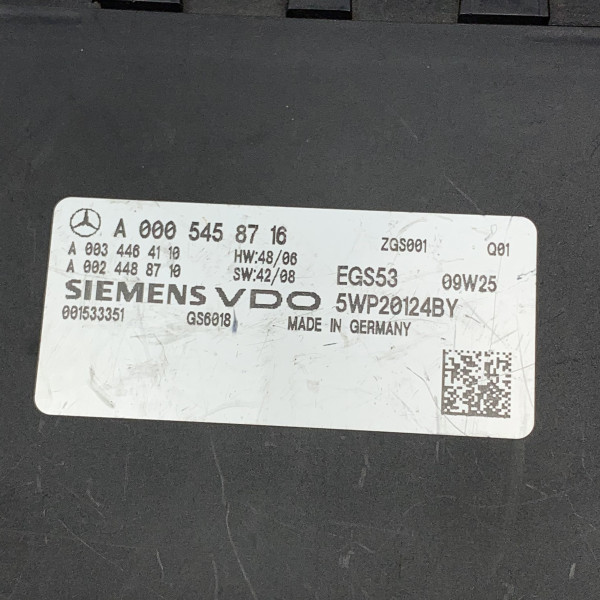 A 000 545 87 16 ZGS001 Q01
A 003 446 41 10 HW:48/06
A 002 448 87 10 SW:42/08 EGS53 09W25
SIEMENS VDO 5WP20124BY
001533351 GS6018 MADE IN GERMANY